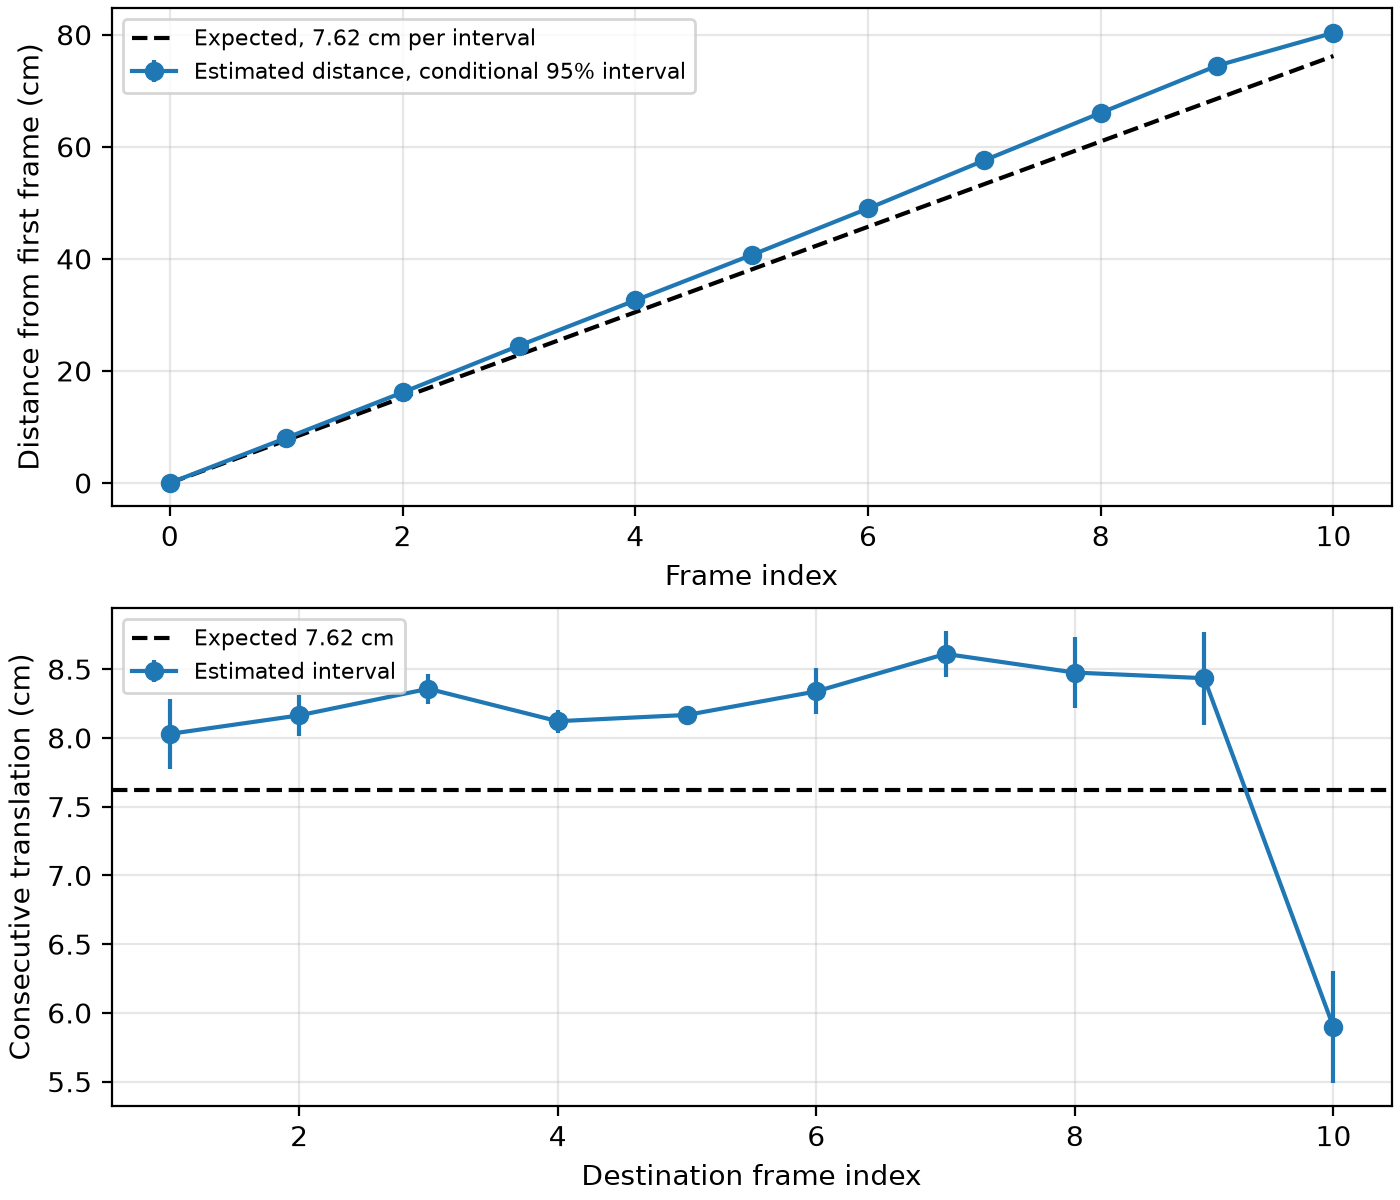 80
60
40
20
0
Distance from first frame (cm)
Expected, 7.62 cm per interval
Estimated distance, conditional 95% interval
0 2 4 6 8 10
Frame index
8.5
8.0
7.5
7.0
6.5
6.0
5.5
Consecutive translation (cm)
Expected 7.62 cm
Estimated interval
2 4 6 8 10
Destination frame index